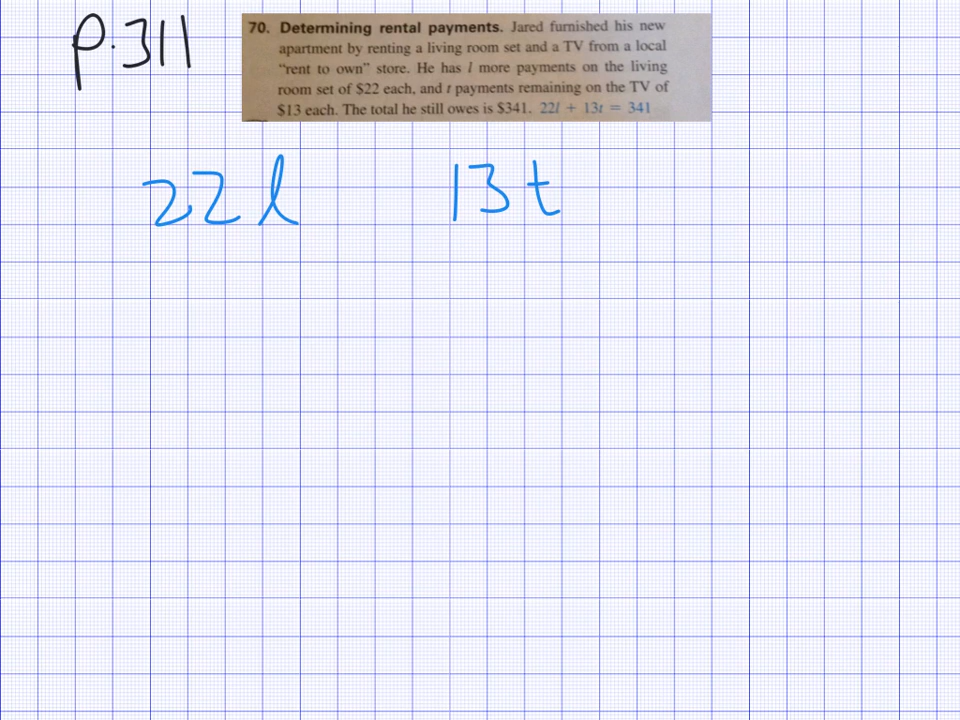 p.311
70. Determining rental payments. Jared furnished his new
apartment by renting a living room set and a TV from a local
"rent to own" store. He has l more payments on the living
room set of $22 each, and t payments remaining on the TV of
$13 each. The total he still owes is $341. 22l + 13t = 341
22l 13t